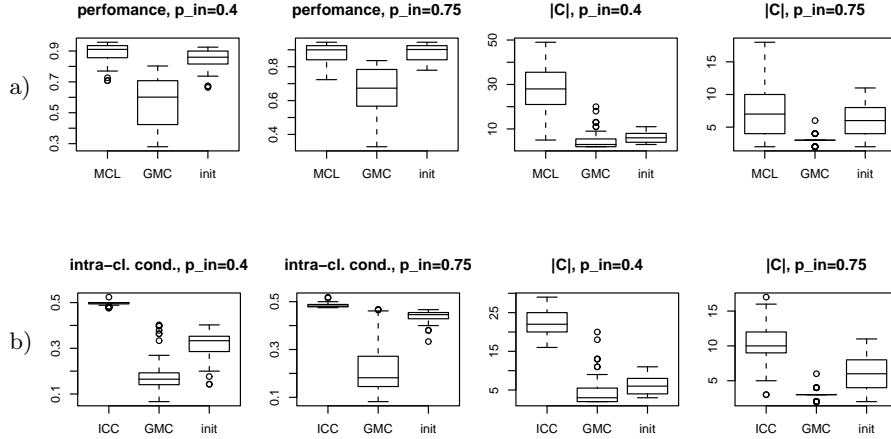 a)
perfomance, p_in=0.4
0.3 0.5 0.7 0.9
MCL GMC init
perfomance, p_in=0.75
0.4 0.6 0.8
MCL GMC init
|C|, p_in=0.4
10 30 50
MCL GMC init
|C|, p_in=0.75
5 10 15
MCL GMC init
b)
intra−cl. cond., p_in=0.4
0.1 0.3 0.5
ICC GMC init
intra−cl. cond., p_in=0.75
0.1 0.3 0.5
ICC GMC init
|C|, p_in=0.4
5 15 25
ICC GMC init
|C|, p_in=0.75
5 10 15
ICC GMC init